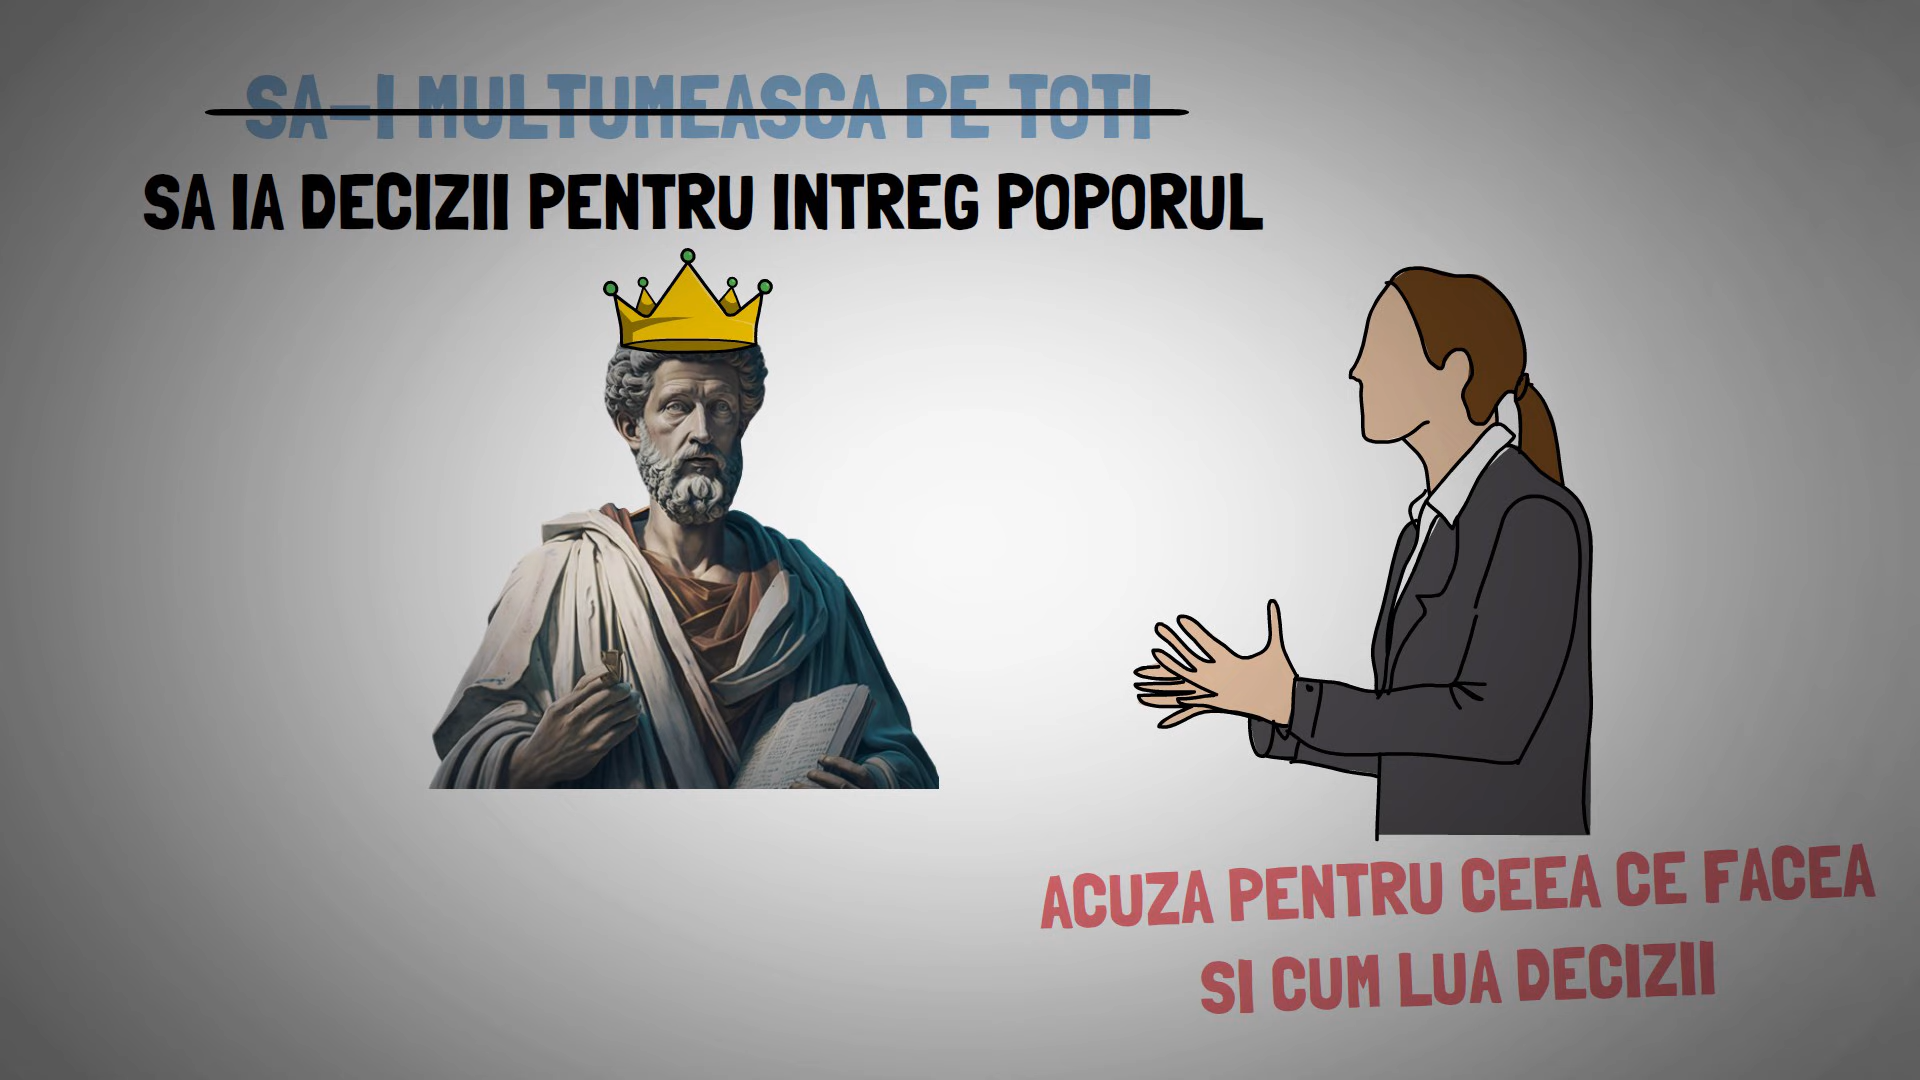 SA-I MULTUMEASCA PE TOTI
SA IA DECIZII PENTRU INTREG POPORUL
ACUZA PENTRU CEEA CE FACEA
SI CUM LUA DECIZII